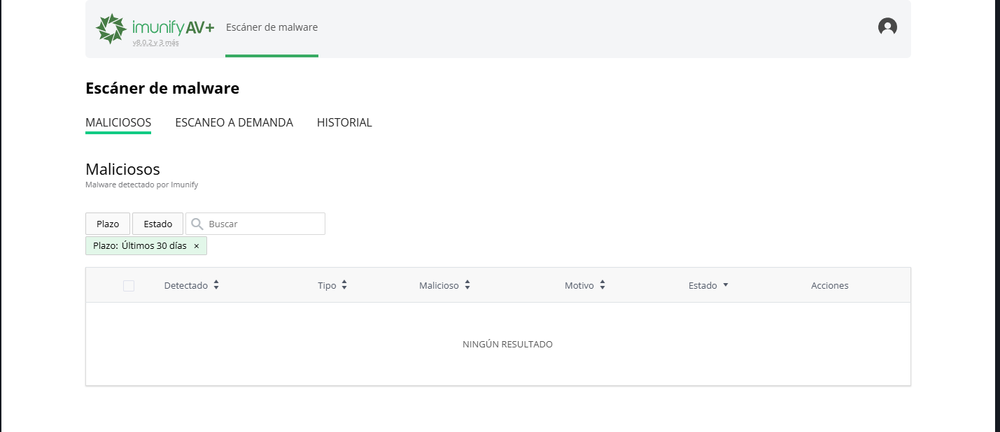 imunify AV+
Escáner de malware
v8.0.2 y 3 más
Escáner de malware
MALICIOSOS ESCANEO A DEMANDA HISTORIAL
Maliciosos
Malware detectado por Imunify
Plazo Estado Buscar
Plazo: Últimos 30 días ×
Detectado Tipo Malicioso Motivo Estado Acciones
NINGÚN RESULTADO